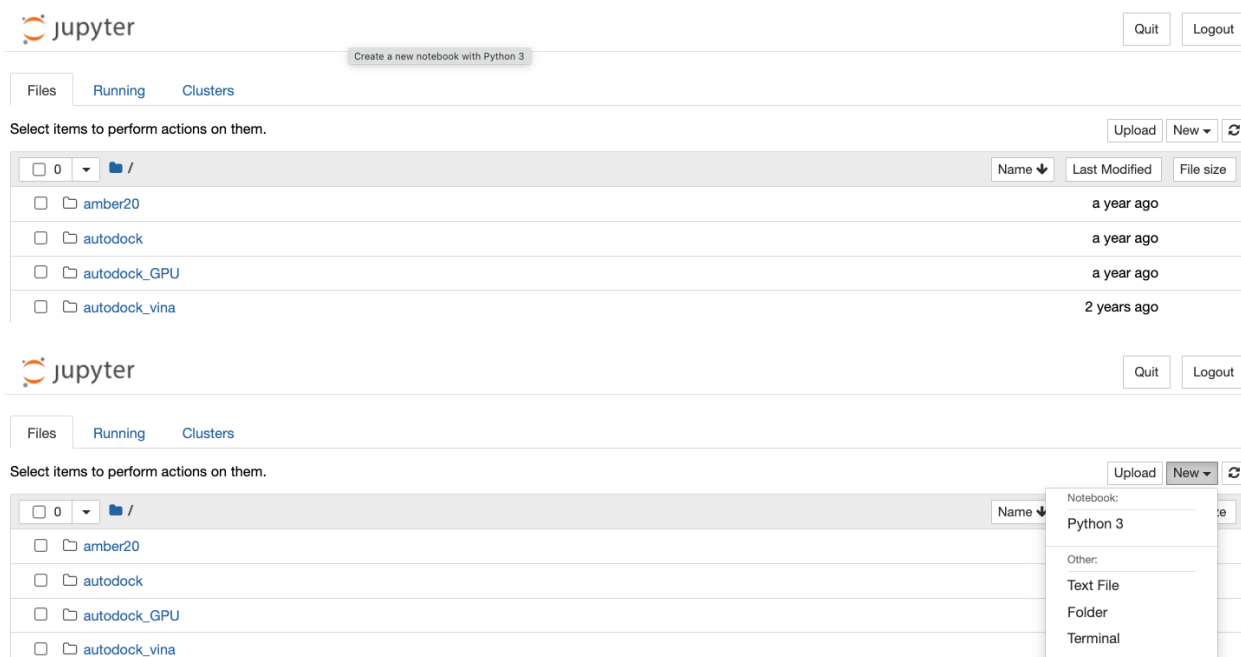 jupyter
Quit Logout
Create a new notebook with Python 3
Files Running Clusters
Select items to perform actions on them.
Upload New
0 / Name Last Modified File size
amber20 a year ago
autodock a year ago
autodock_GPU a year ago
autodock_vina 2 years ago
jupyter
Quit Logout
Files Running Clusters
Select items to perform actions on them.
Upload New
0 / Name ze
Notebook:
Python 3
Other:
Text File
Folder
Terminal
amber20
autodock
autodock_GPU
autodock_vina